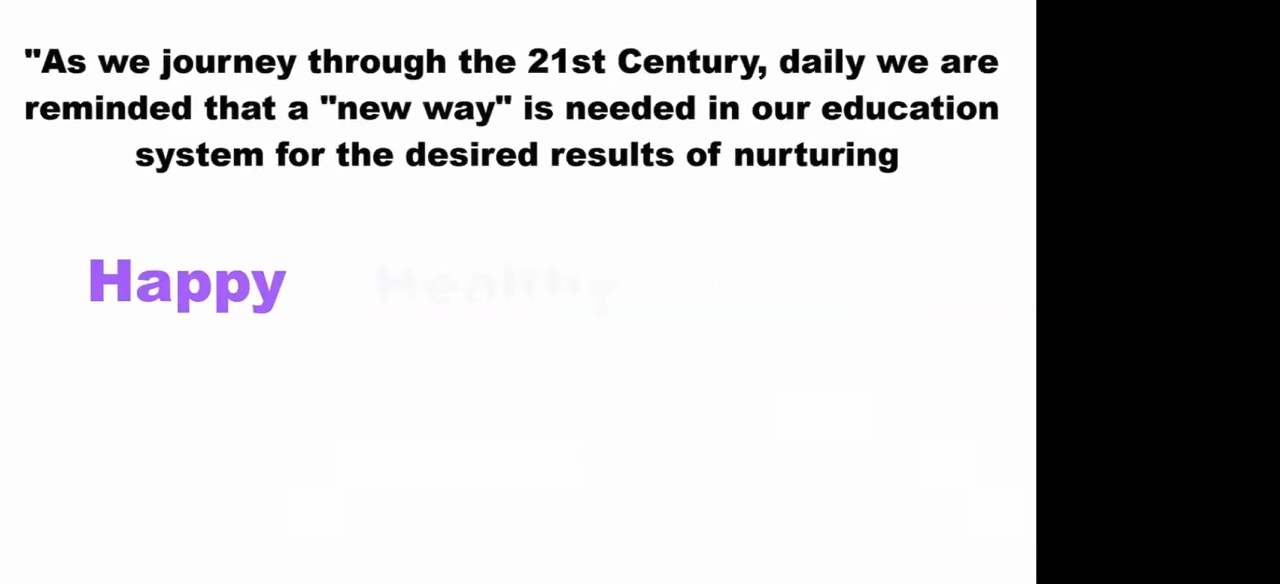 "As we journey through the 21st Century, daily we are
reminded that a "new way" is needed in our education
system for the desired results of nurturing
Happy Healthy